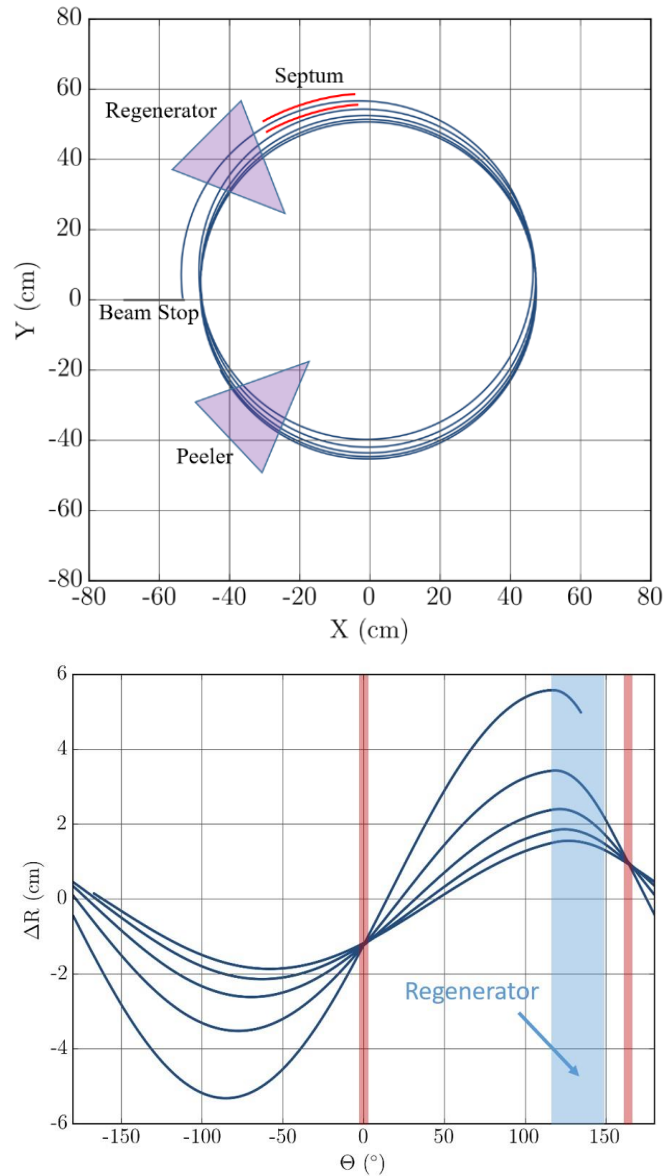 80
60
40
20
0
-20
-40
-60
-80
Y (cm)
Septum
Regenerator
Beam Stop
Peeler
-80 -60 -40 -20 0 20 40 60 80
X (cm)
6
4
2
0
-2
-4
-6
ΔR (cm)
Regenerator
-150 -100 -50 0 50 100 150
Θ (°)